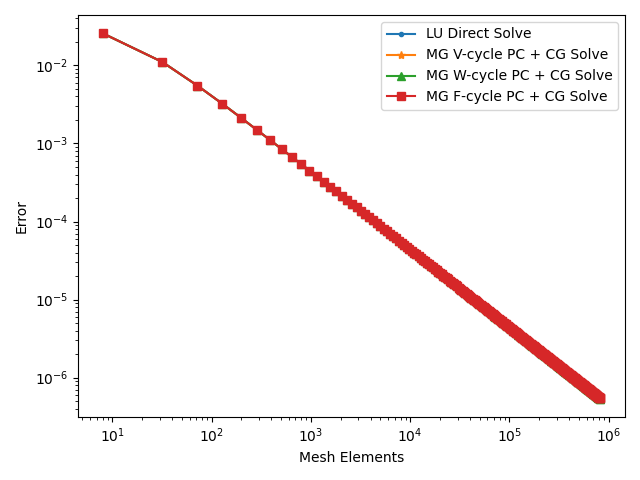 LU Direct Solve
MG V-cycle PC + CG Solve
MG W-cycle PC + CG Solve
MG F-cycle PC + CG Solve
10⁻²
10⁻³
10⁻⁴
10⁻⁵
10⁻⁶
Error
10¹ 10² 10³ 10⁴ 10⁵ 10⁶
Mesh Elements